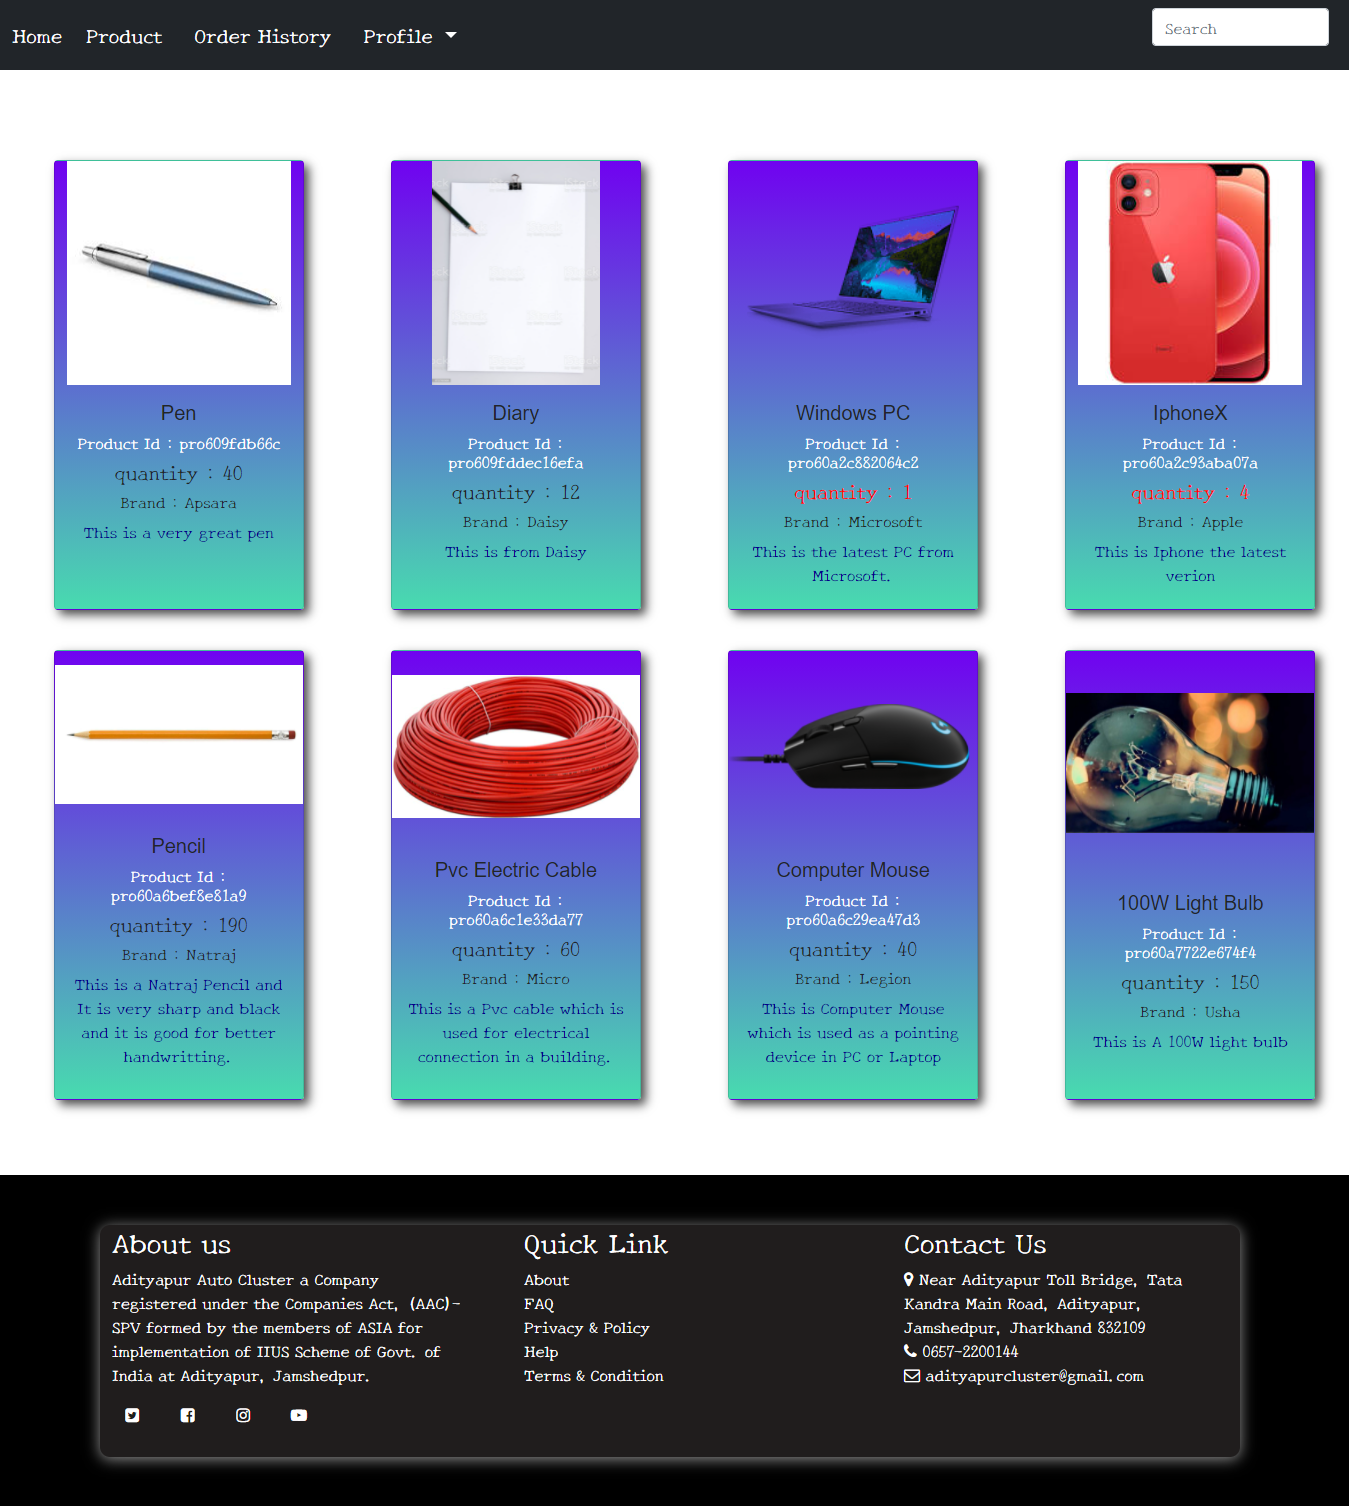 Home Product Order History Profile
Search
Pen
Product Id : pro609fdb66c
quantity : 40
Brand : Apsara
This is a very great pen
Diary
Product Id :
pro609fddec16efa
quantity : 12
Brand : Daisy
This is from Daisy
Windows PC
Product Id :
pro60a2c882064c2
quantity : 1
Brand : Microsoft
This is the latest PC from
Microsoft.
IphoneX
Product Id :
pro60a2c93aba07a
quantity : 4
Brand : Apple
This is Iphone the latest
verion
Pencil
Product Id :
pro60a6bef8e81a9
quantity : 190
Brand : Natraj
This is a Natraj Pencil and
It is very sharp and black
and it is good for better
handwritting.
Pvc Electric Cable
Product Id :
pro60a6c1e33da77
quantity : 60
Brand : Micro
This is a Pvc cable which is
used for electrical
connection in a building.
Computer Mouse
Product Id :
pro60a6c29ea47d3
quantity : 40
Brand : Legion
This is Computer Mouse
which is used as a pointing
device in PC or Laptop
100W Light Bulb
Product Id :
pro60a7722e674f4
quantity : 150
Brand : Usha
This is A 100W light bulb
About us
Adityapur Auto Cluster a Company
registered under the Companies Act, (AAC)-
SPV formed by the members of ASIA for
implementation of IIUS Scheme of Govt. of
India at Adityapur, Jamshedpur.
Quick Link
About
FAQ
Privacy & Policy
Help
Terms & Condition
Contact Us
Near Adityapur Toll Bridge, Tata
Kandra Main Road, Adityapur,
Jamshedpur, Jharkhand 832109
0657-2200144
adityapurcluster@gmail.com